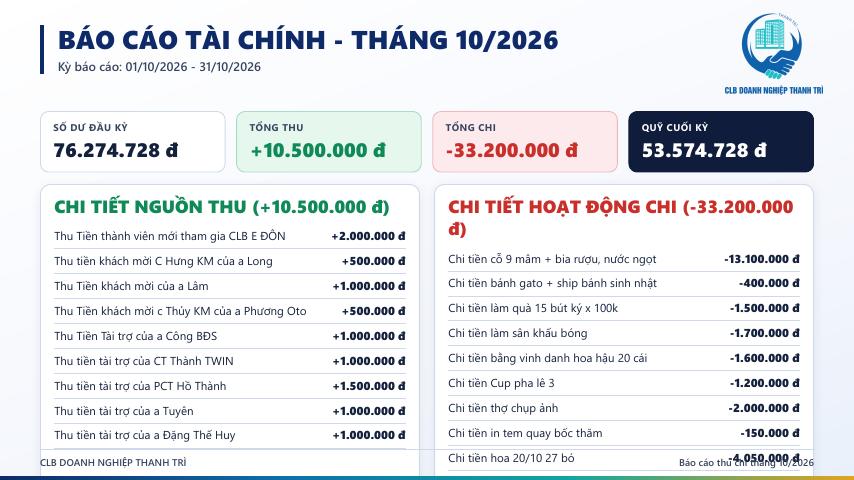 BÁO CÁO TÀI CHÍNH - THÁNG 10/2026
Kỳ báo cáo: 01/10/2026 - 31/10/2026
THANH TRÌ
CLB DOANH NGHIỆP THANH TRÌ
SỐ DƯ ĐẦU KỲ
76.274.728 đ
TỔNG THU
+10.500.000 đ
TỔNG CHI
-33.200.000 đ
QUỸ CUỐI KỲ
53.574.728 đ
CHI TIẾT NGUỒN THU (+10.500.000 đ)
Thu Tiền thành viên mới tham gia CLB E ĐÔN +2.000.000 đ
Thu tiền khách mời C Hưng KM của a Long +500.000 đ
Thu Tiền khách mời của a Lâm +1.000.000 đ
Thu Tiền khách mời c Thủy KM của a Phương Oto +500.000 đ
Thu Tiền Tài trợ của a Công BĐS +1.000.000 đ
Thu tiền tài trợ của CT Thành TWIN +1.000.000 đ
Thu tiền tài trợ của PCT Hồ Thành +1.500.000 đ
Thu tiền tài trợ của a Tuyên +1.000.000 đ
Thu tiền tài trợ của a Đặng Thế Huy +1.000.000 đ
CHI TIẾT HOẠT ĐỘNG CHI (-33.200.000
đ)
Chi tiền cỗ 9 mâm + bia rượu, nước ngọt -13.100.000 đ
Chi tiền bánh gato + ship bánh sinh nhật -400.000 đ
Chi tiền làm quà 15 bút ký x 100k -1.500.000 đ
Chi tiền làm sân khấu bóng -1.700.000 đ
Chi tiền bằng vinh danh hoa hậu 20 cái -1.600.000 đ
Chi tiền Cup pha lê 3 -1.200.000 đ
Chi tiền thợ chụp ảnh -2.000.000 đ
Chi tiền in tem quay bốc thăm -150.000 đ
Chi tiền hoa 20/10 27 bó -4.050.000 đ
CLB DOANH NGHIỆP THANH TRÌ
Báo cáo thu chi tháng 10/2026